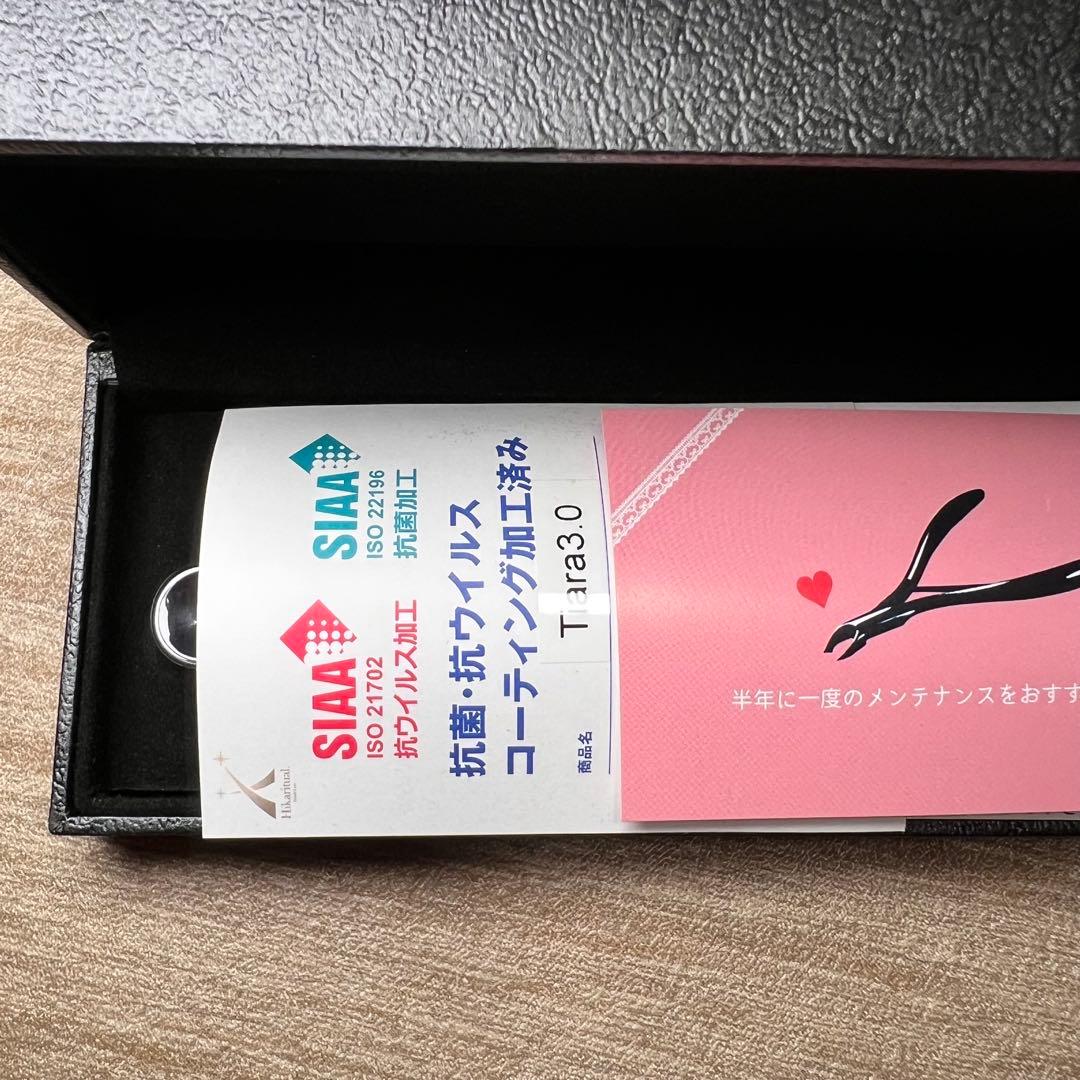 SIAA
ISO 21702
抗ウイルス加工
SIAA
ISO 22196
抗菌加工
抗菌・抗ウイルス
コーティング加工済み
商品名
Tiara3.0
Hikaritual.
半年に一度のメンテナンスをおすす